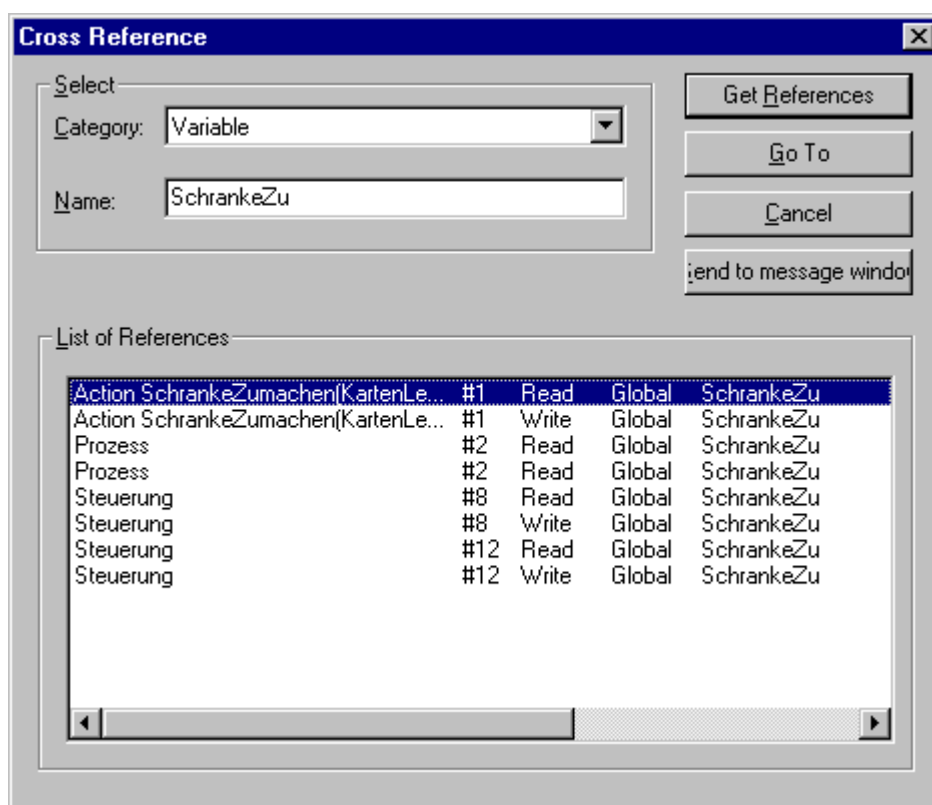 Cross Reference
Select
Category: Variable
Name: SchrankeZu
Get References
Go To
Cancel
end to message windo
List of References
Action SchrankeZumachen(KartenLe... #1 Read Global SchrankeZu
Action SchrankeZumachen(KartenLe... #1 Write Global SchrankeZu
Prozess #2 Read Global SchrankeZu
Prozess #2 Read Global SchrankeZu
Steuerung #8 Read Global SchrankeZu
Steuerung #8 Write Global SchrankeZu
Steuerung #12 Read Global SchrankeZu
Steuerung #12 Write Global SchrankeZu